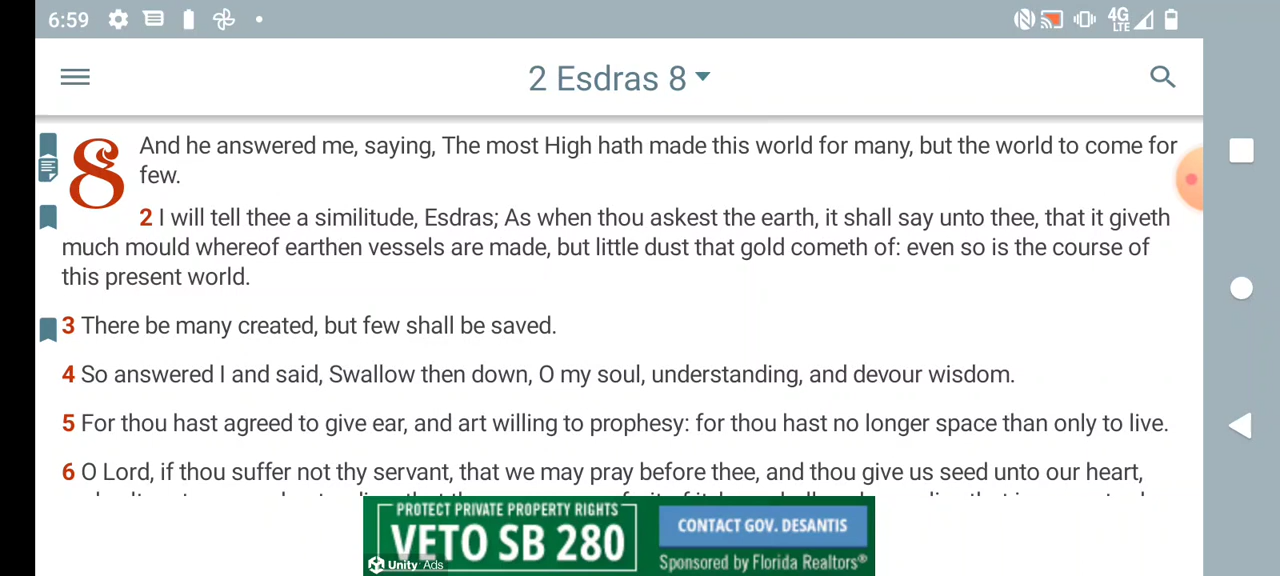 6:59
4G
LTE
2 Esdras 8
8 And he answered me, saying, The most High hath made this world for many, but the world to come for
few.
2 I will tell thee a similitude, Esdras; As when thou askest the earth, it shall say unto thee, that it giveth
much mould whereof earthen vessels are made, but little dust that gold cometh of: even so is the course of
this present world.
3 There be many created, but few shall be saved.
4 So answered I and said, Swallow then down, O my soul, understanding, and devour wisdom.
5 For thou hast agreed to give ear, and art willing to prophesy: for thou hast no longer space than only to live.
6 O Lord, if thou suffer not thy servant, that we may pray before thee, and thou give us seed unto our heart,
PROTECT PRIVATE PROPERTY RIGHTS
VETO SB 280
Unity Ads
CONTACT GOV. DESANTIS
Sponsored by Florida Realtors®